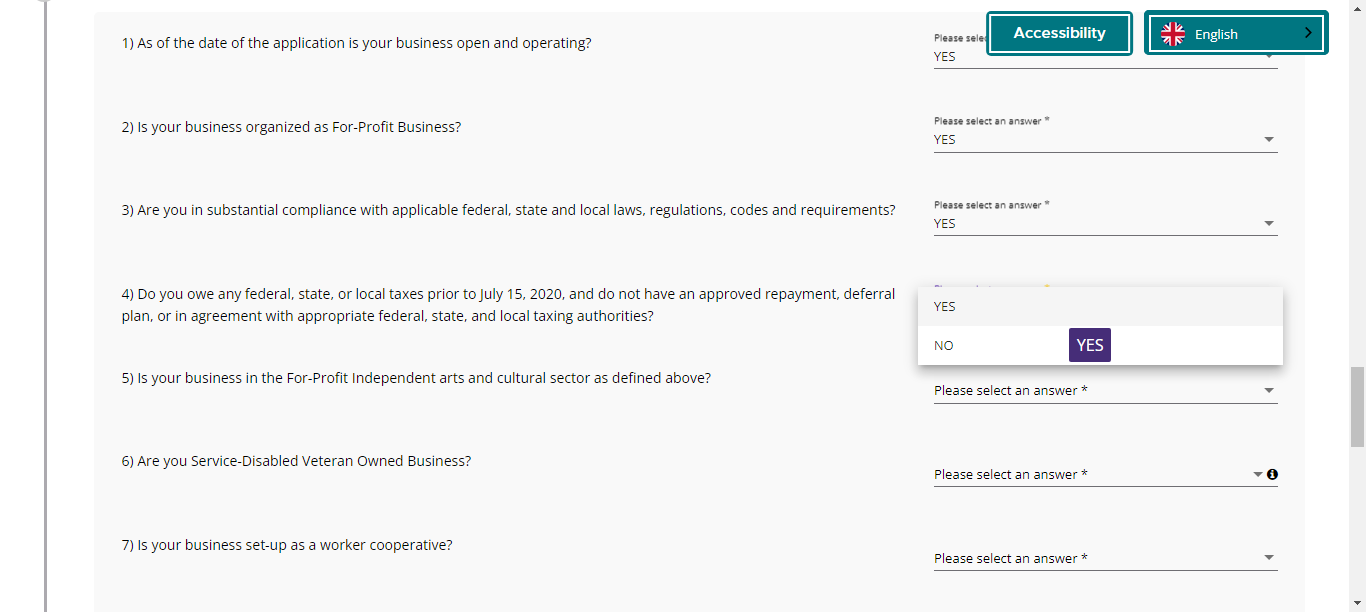 Accessibility
English
1) As of the date of the application is your business open and operating?
Please
YES
2) Is your business organized as For-Profit Business?
Please select an answer *
YES
3) Are you in substantial compliance with applicable federal, state and local laws, regulations, codes and requirements?
Please select an answer *
YES
4) Do you owe any federal, state, or local taxes prior to July 15, 2020, and do not have an approved repayment, deferral
plan, or in agreement with appropriate federal, state, and local taxing authorities?
YES
NO
YES
5) Is your business in the For-Profit Independent arts and cultural sector as defined above?
Please select an answer *
6) Are you Service-Disabled Veteran Owned Business?
Please select an answer *
7) Is your business set-up as a worker cooperative?
Please select an answer *